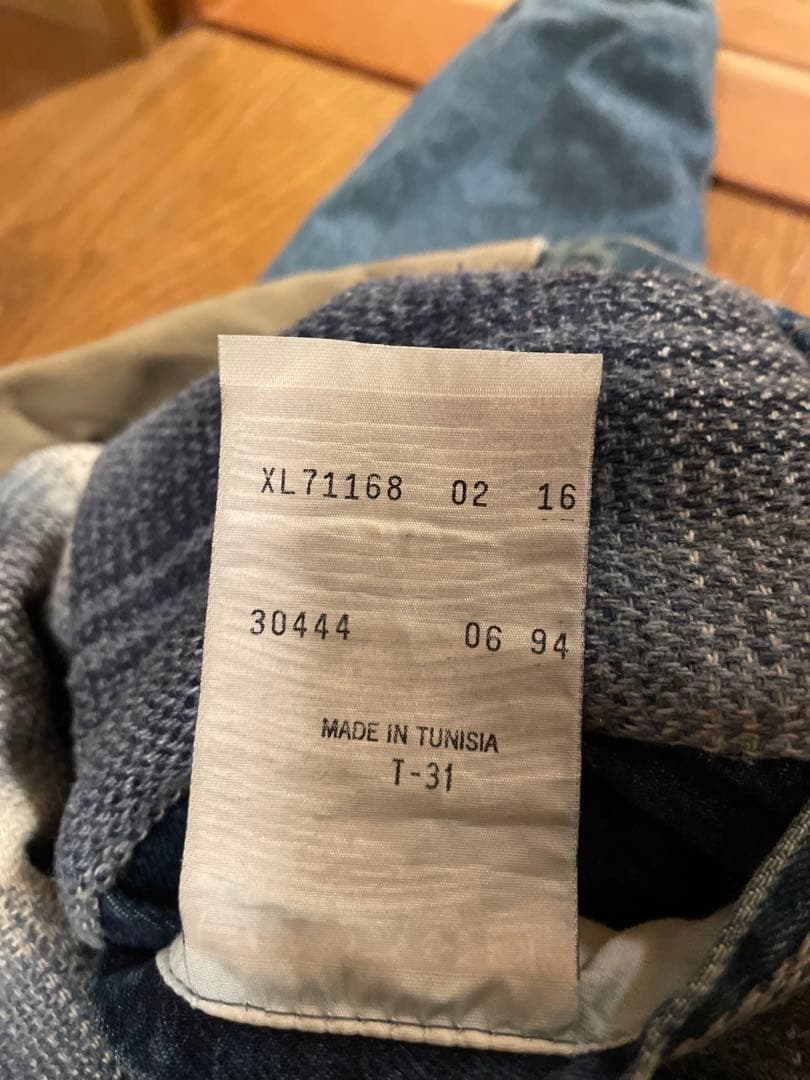 XL71168 02 16
30444 06 94
MADE IN TUNISIA
T-31